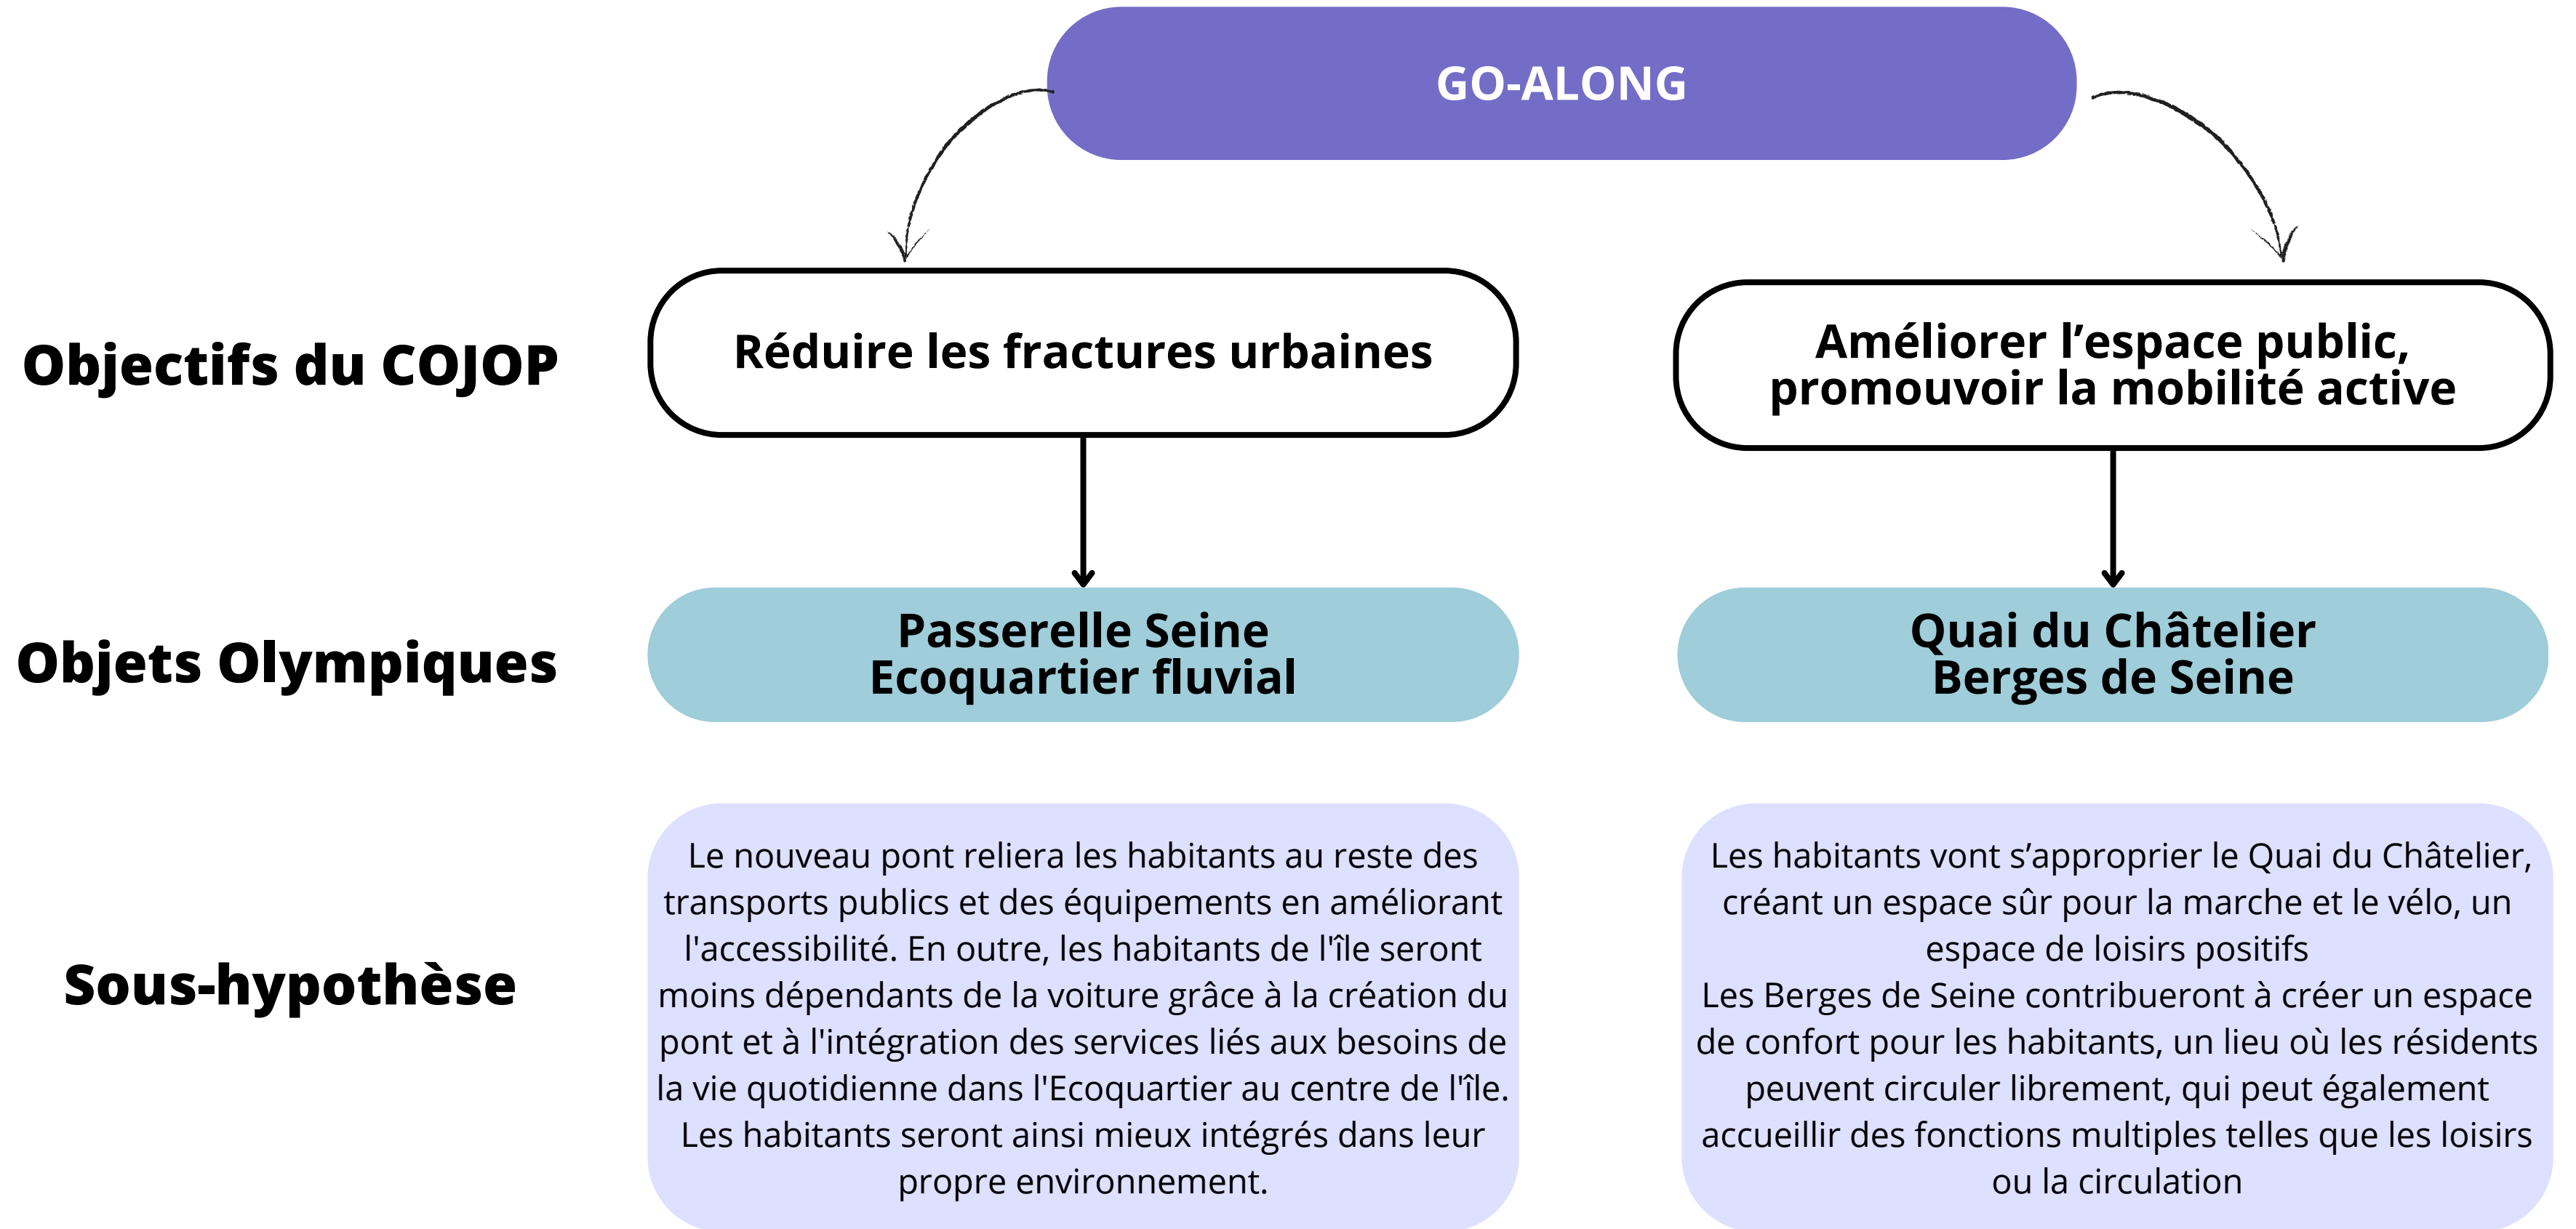 GO-ALONG
Objectifs du COJOP
Réduire les fractures urbaines
Améliorer l’espace public,
promouvoir la mobilité active
Objets Olympiques
Passerelle Seine
Ecoquartier fluvial
Quai du Châtelier
Berges de Seine
Sous-hypothèse
Le nouveau pont reliera les habitants au reste des
transports publics et des équipements en améliorant
l'accessibilité. En outre, les habitants de l'île seront
moins dépendants de la voiture grâce à la création du
pont et à l'intégration des services liés aux besoins de
la vie quotidienne dans l'Ecoquartier au centre de l'île.
Les habitants seront ainsi mieux intégrés dans leur
propre environnement.
Les habitants vont s’approprier le Quai du Châtelier,
créant un espace sûr pour la marche et le vélo, un
espace de loisirs positifs
Les Berges de Seine contribueront à créer un espace
de confort pour les habitants, un lieu où les résidents
peuvent circuler librement, qui peut également
accueillir des fonctions multiples telles que les loisirs
ou la circulation